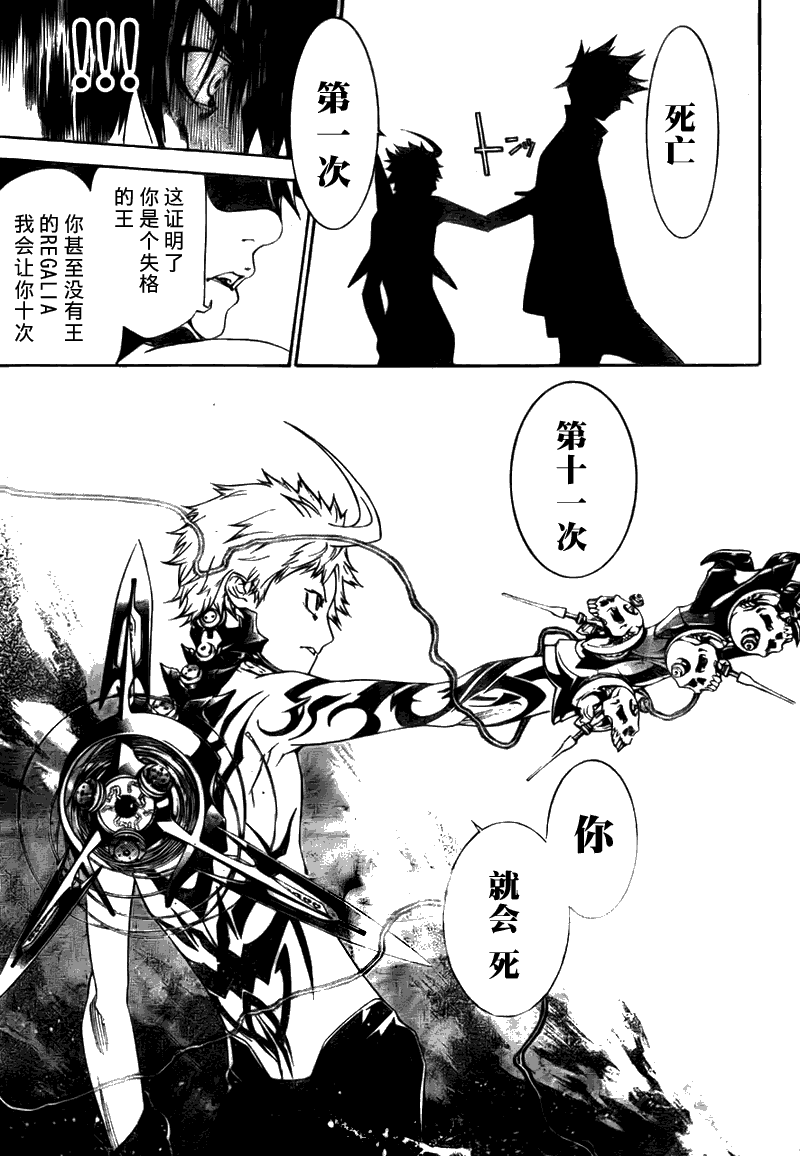 死亡
トンッ
第一次
!!!
这证明了
你是个失格
的王
你甚至没有王
的REGALIA
我会让你十次
第十一次
你
就会 死